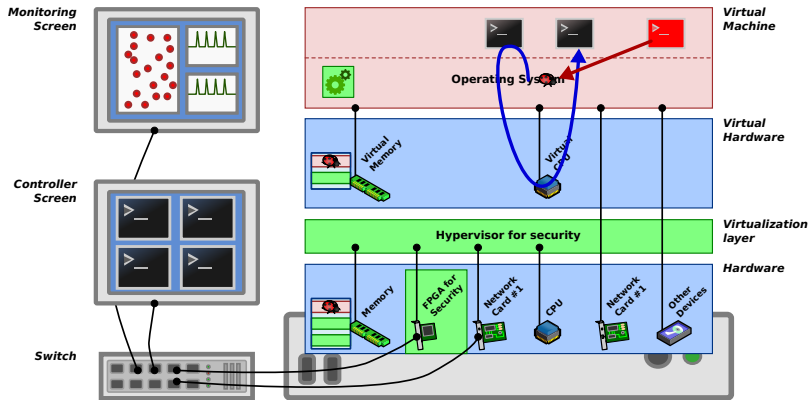 Monitoring
Screen
Virtual
Machine
>_
>_
>_
Operating System
Virtual
Hardware
Virtual
Memory
Virtual
CPU
Controller
Screen
>_
>_
>_
>_
Hypervisor for security
Virtualization
layer
Hardware
Memory
FPGA for
Security
Network
Card #1
CPU
Network
Card #1
Other
Devices
Switch